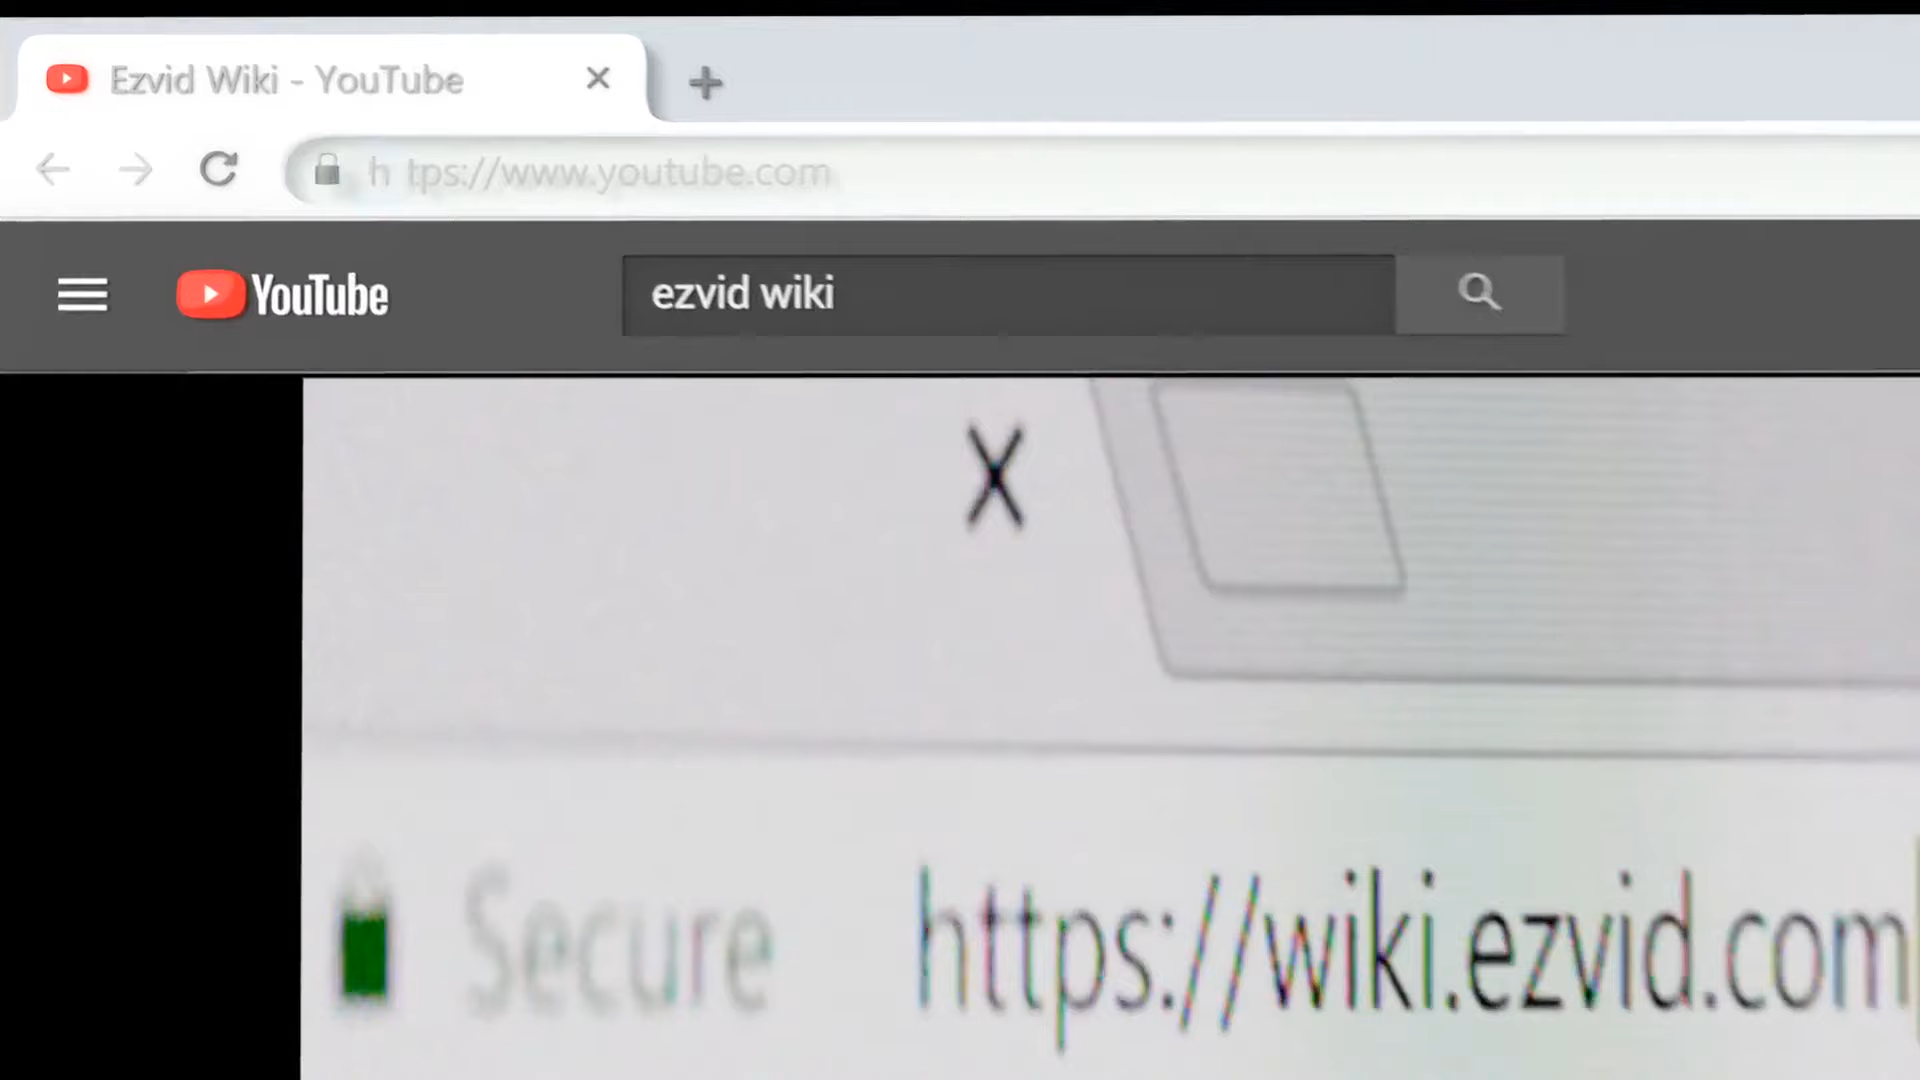 Ezvid Wiki - YouTube
h tps://www.youtube.com
YouTube
ezvid wiki
X
Secure
https://wiki.ezvid.com